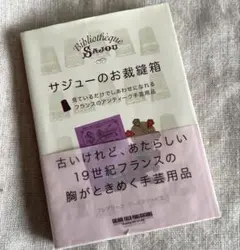 Bibliothèque
SAJOU
サジューのお裁縫箱
見ているだけでしあわせになれる
フランスのアンティーク手芸用品
古いけれど、あたらしい
19世紀フランスの
胸がときめく手芸用品